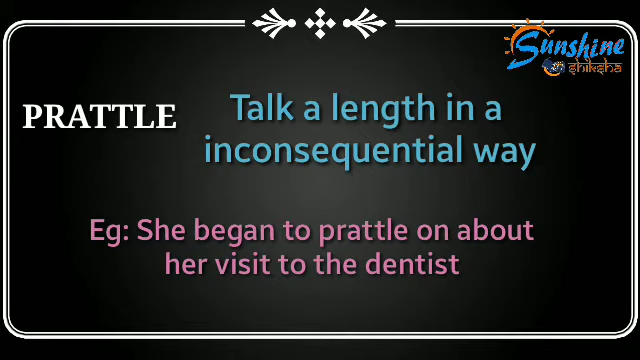 Sunshine
shiksha
PRATTLE
Talk a length in a
inconsequential way
Eg: She began to prattle on about
her visit to the dentist